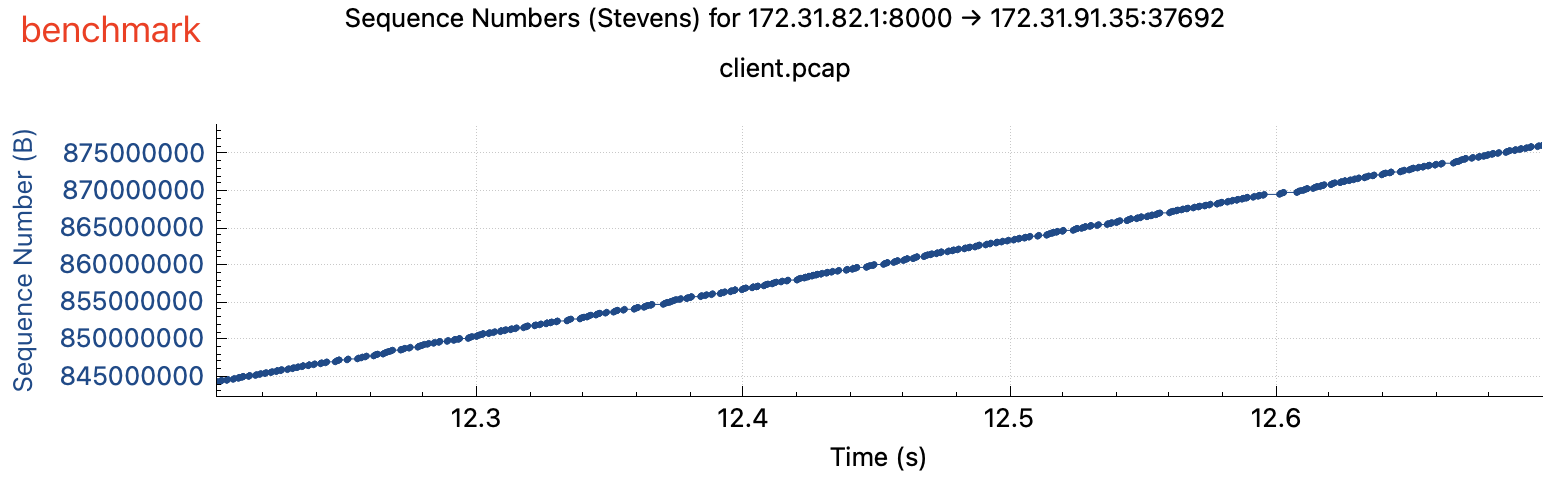 benchmark
Sequence Numbers (Stevens) for 172.31.82.1:8000 → 172.31.91.35:37692
client.pcap
Sequence Number (B)
875000000
870000000
865000000
860000000
855000000
850000000
845000000
12.3 12.4 12.5 12.6
Time (s)